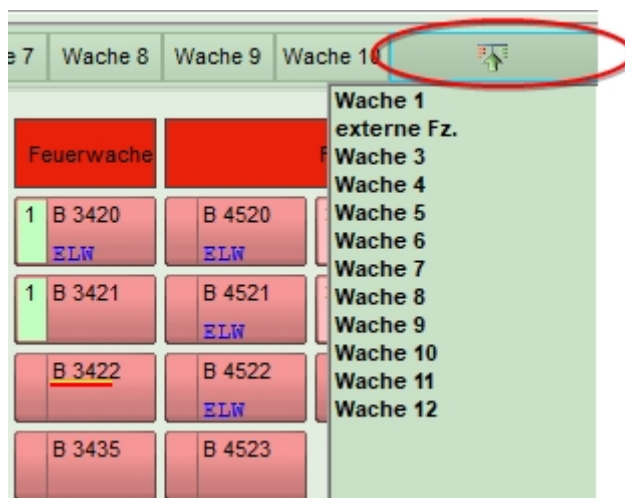 7 Wache 8 Wache 9 Wache 10
Wache 1
externe Fz.
Wache 3
Wache 4
Wache 5
Wache 6
Wache 7
Wache 8
Wache 9
Wache 10
Wache 11
Wache 12
Feuerwache
1 B 3420
ELW
B 4520
ELW
1 B 3421
B 4521
ELW
B 3422
B 4522
ELW
B 3435
B 4523